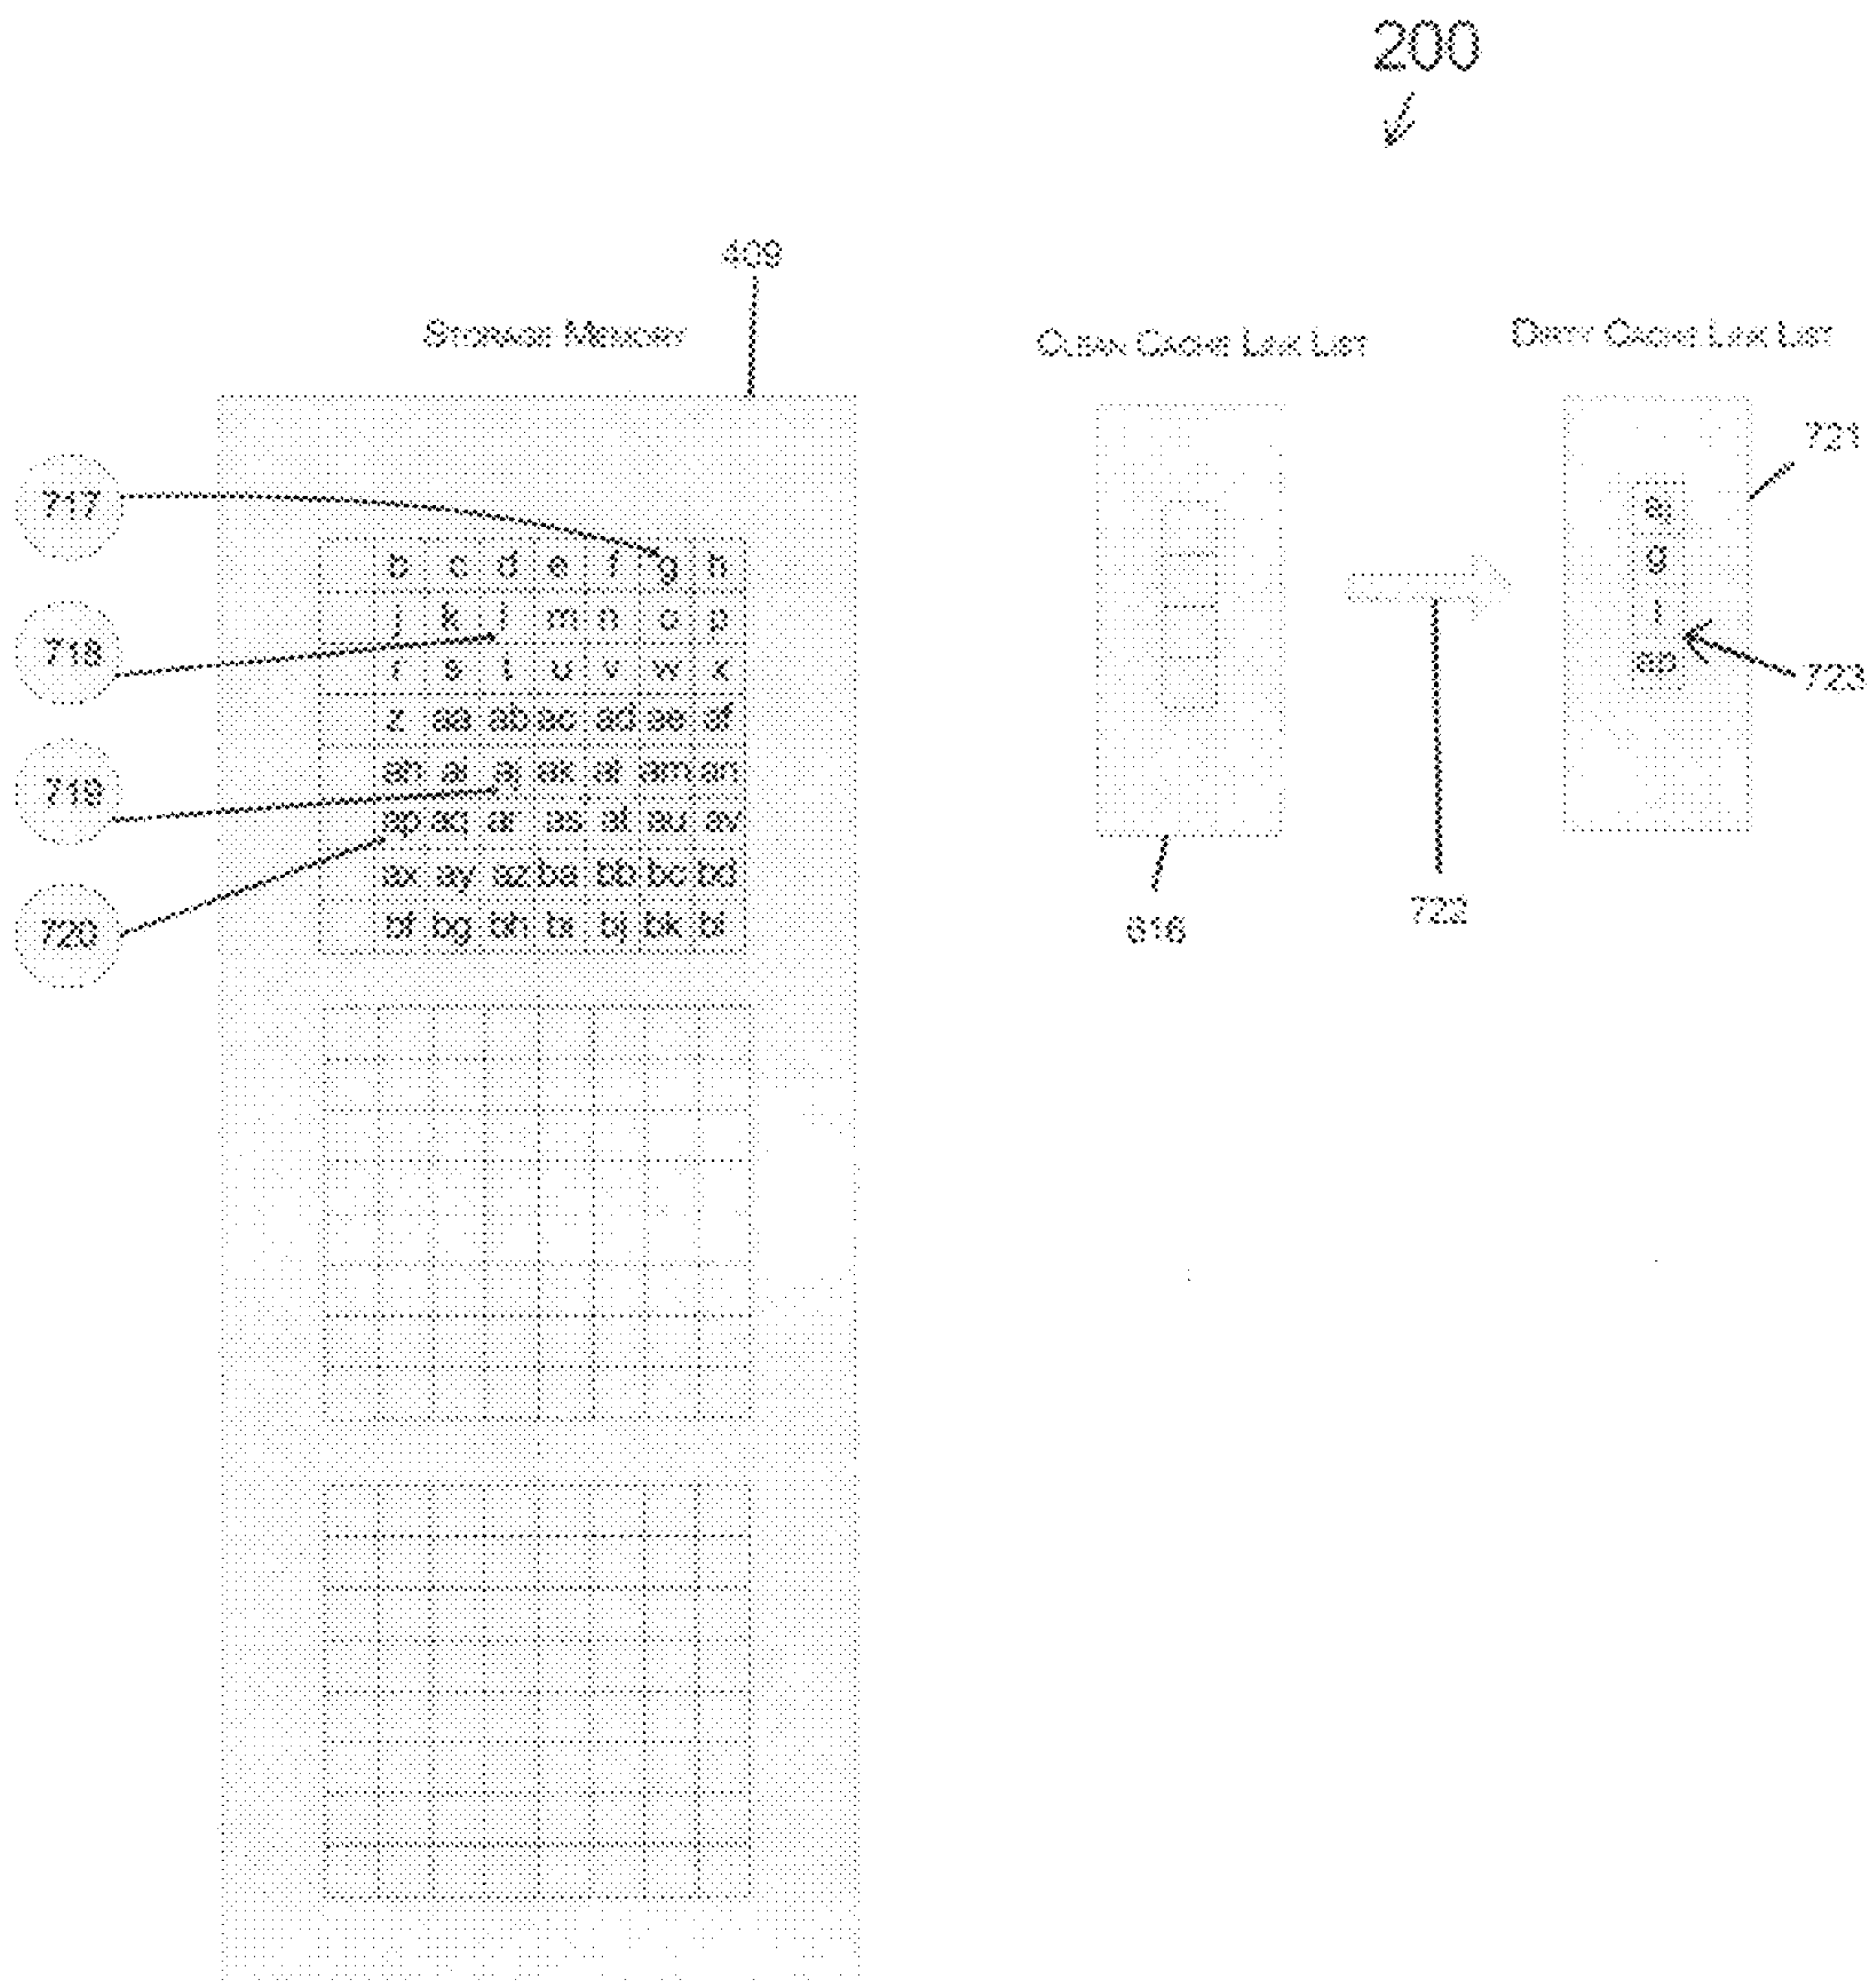 200
409
STORAGE MEMORY
CLEAN CACHE LINK LIST
DIRTY CACHE LINK LIST
717
718
719
720
b c d e f g h
j k l m n o p
r s t u v w x
z aa ab ac ad ae af
ah ai aj ak al am an
ap aq ar as at au av
ax ay az ba bb bc bd
bf bg bh bi bj bk bl
721
aj
g
l
ap
723
616
722